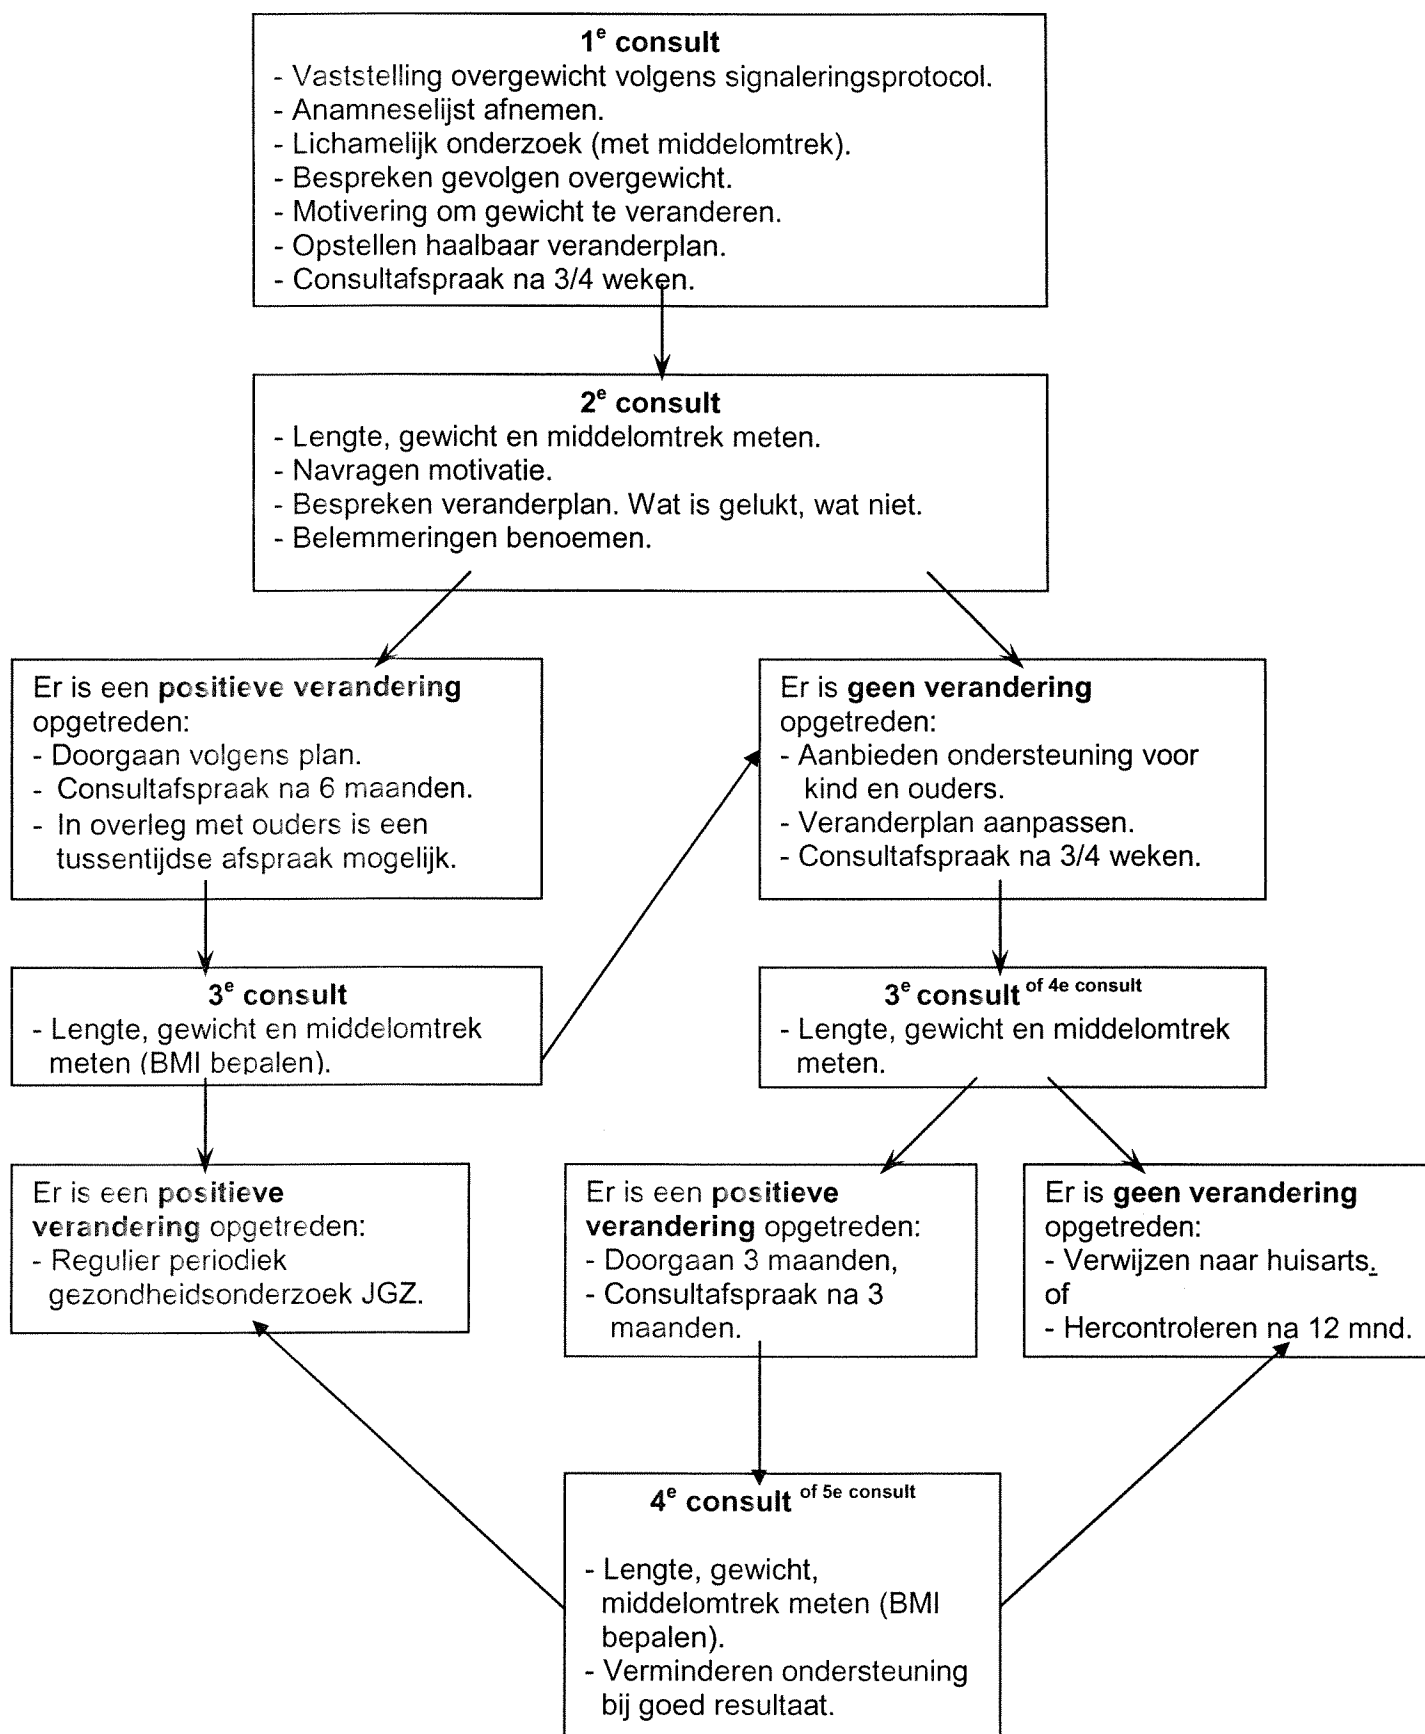 1e consult
- Vaststelling overgewicht volgens signaleringsprotocol.
- Anamneselijst afnemen.
- Lichamelijk onderzoek (met middelomtrek).
- Bespreken gevolgen overgewicht.
- Motivering om gewicht te veranderen.
- Opstellen haalbaar veranderplan.
- Consultafspraak na 3/4 weken.
2e consult
- Lengte, gewicht en middelomtrek meten.
- Navragen motivatie.
- Bespreken veranderplan. Wat is gelukt, wat niet.
- Belemmeringen benoemen.
Er is een positieve verandering
opgetreden:
- Doorgaan volgens plan.
- Consultafspraak na 6 maanden.
- In overleg met ouders is een
tussentijdse afspraak mogelijk.
Er is geen verandering
opgetreden:
- Aanbieden ondersteuning voor
kind en ouders.
- Veranderplan aanpassen.
- Consultafspraak na 3/4 weken.
3e consult
- Lengte, gewicht en middelomtrek
meten (BMI bepalen).
3e consult of 4e consult
- Lengte, gewicht en middelomtrek
meten.
Er is een positieve
verandering opgetreden:
- Regulier periodiek
gezondheidsonderzoek JGZ.
Er is een positieve
verandering opgetreden:
- Doorgaan 3 maanden,
- Consultafspraak na 3
maanden.
Er is geen verandering
opgetreden:
- Verwijzen naar huisarts.
of
- Hercontroleren na 12 mnd.
4e consult of 5e consult
- Lengte, gewicht,
middelomtrek meten (BMI
bepalen).
- Verminderen ondersteuning
bij goed resultaat.